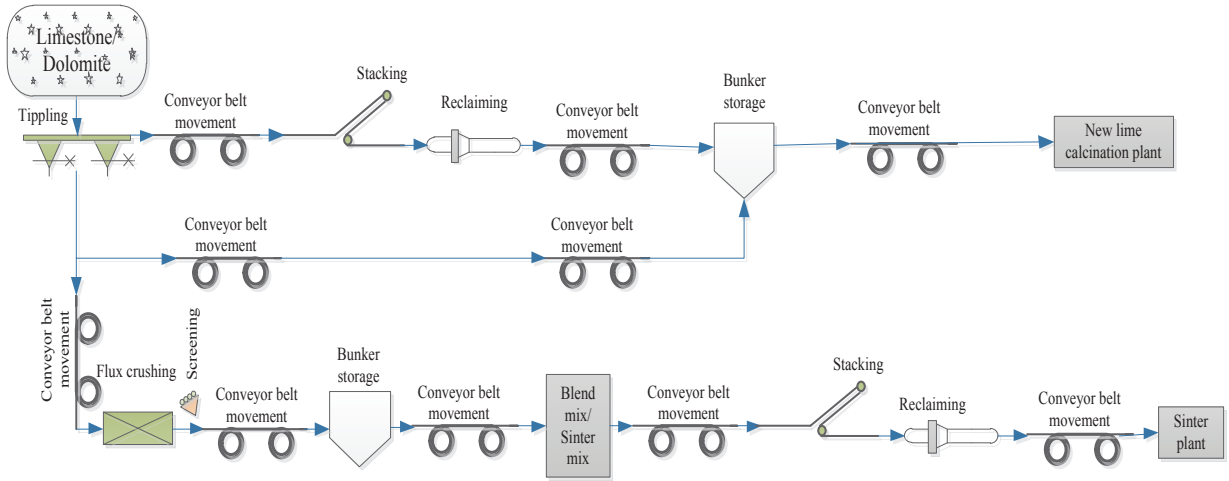 Limestone/
Dolomite
Tippling
Conveyor belt
movement
Stacking
Reclaiming
Conveyor belt
movement
Bunker
storage
Conveyor belt
movement
New lime
calcination plant
Conveyor belt
movement
Conveyor belt
movement
Conveyor belt
movement
Flux crushing
Screening
Conveyor belt
movement
Bunker
storage
Conveyor belt
movement
Blend
mix/
Sinter
mix
Conveyor belt
movement
Stacking
Reclaiming
Conveyor belt
movement
Sinter
plant